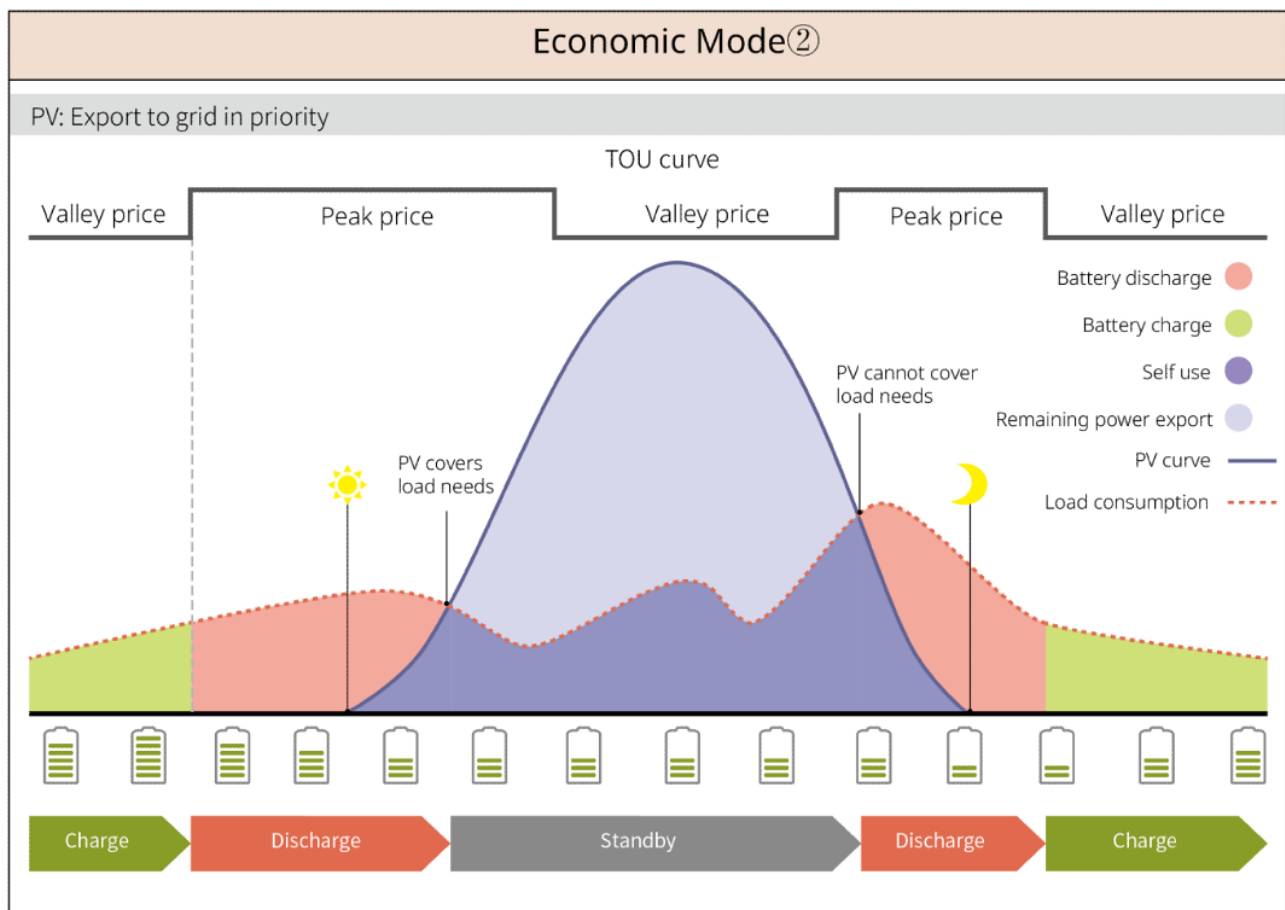 Economic Mode②
PV: Export to grid in priority
TOU curve
Valley price
Peak price
Valley price
Peak price
Valley price
Battery discharge
Battery charge
Self use
Remaining power export
PV curve
Load consumption
PV cannot cover
load needs
PV covers
load needs
Charge
Discharge
Standby
Discharge
Charge